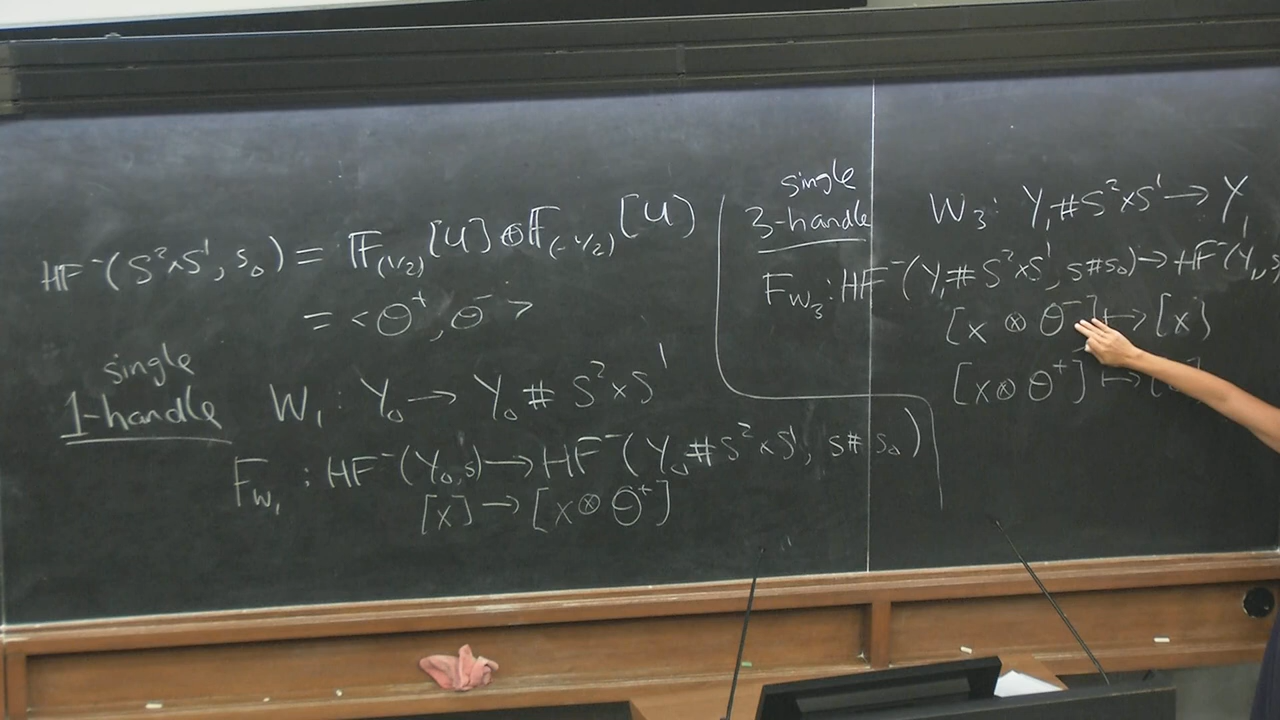 HF⁻(S²×S¹, s₀) = 𝔽₍₁/₂₎[U] ⊕ 𝔽₍₋₁/₂₎[U]
= <Θ⁺, Θ⁻>
single
1-handle
W₁ : Y₀ → Y₀ # S²×S¹
F_W₁ : HF⁻(Y₀, s) → HF⁻(Y₀ # S²×S¹, s # s₀)
[x] → [x ⊗ Θ⁺]
single
3-handle
W₃ : Y₁ # S²×S¹ → Y₁
F_W₃ : HF⁻(Y₁ # S²×S¹, s # s₀) → HF⁻(Y₁, s
[x ⊗ Θ⁻] ↦ [x]
[x ⊗ Θ⁺] ↦ [